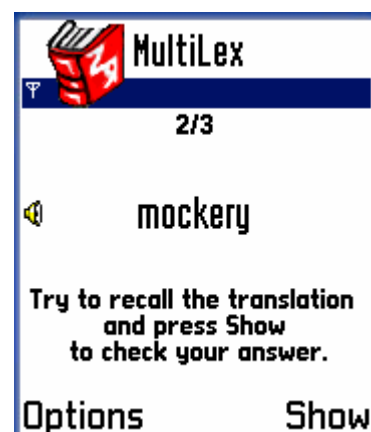 MultiLex
2/3
mockery
Try to recall the translation
and press Show
to check your answer.
Options Show